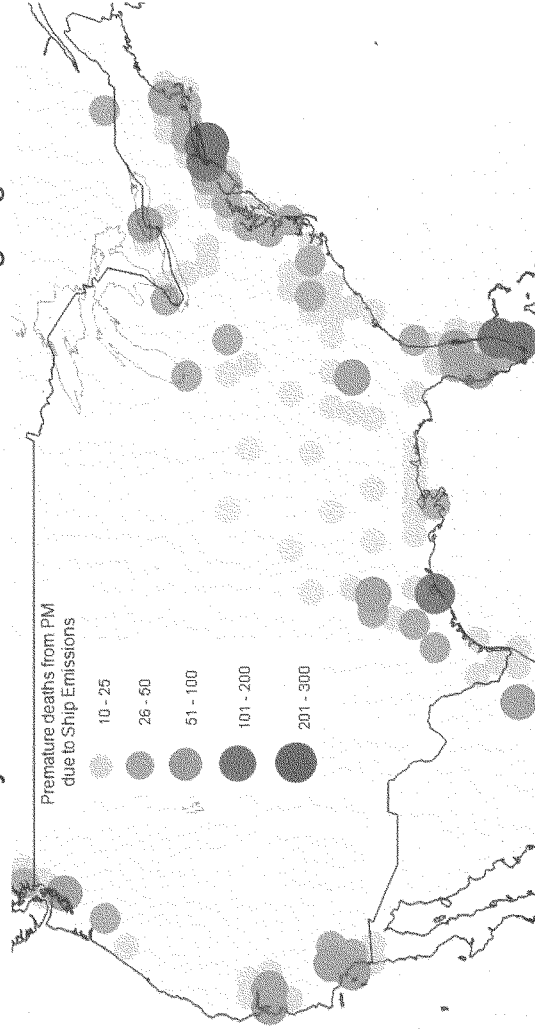 Premature deaths from PM
due to Ship Emissions
10 - 25
26 - 50
51 - 100
101 - 200
201 - 300